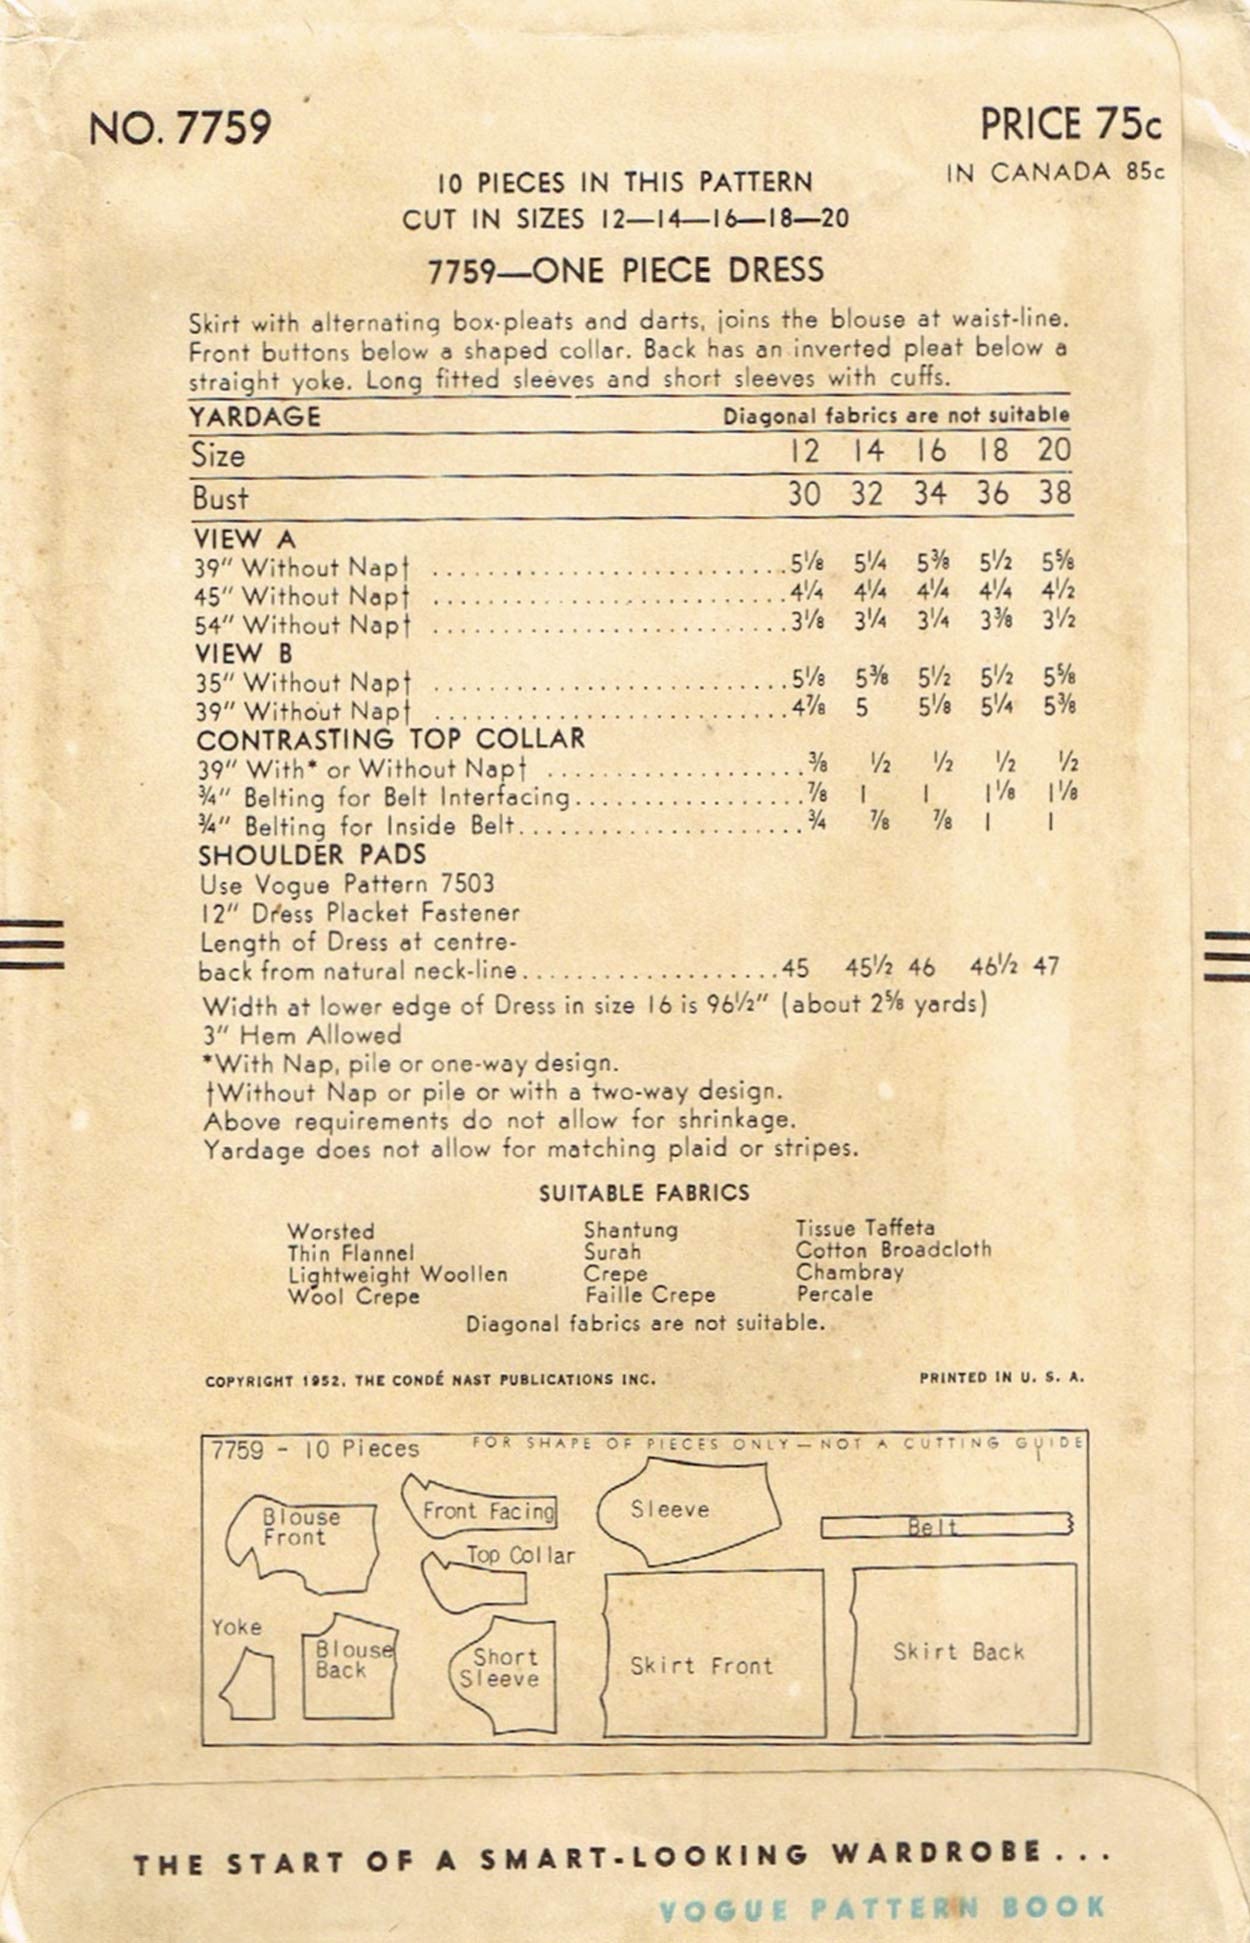 NO. 7759
PRICE 75c
IN CANADA 85c
10 PIECES IN THIS PATTERN
CUT IN SIZES 12—14—16—18—20
7759—ONE PIECE DRESS
Skirt with alternating box-pleats and darts, joins the blouse at waist-line.
Front buttons below a shaped collar. Back has an inverted pleat below a
straight yoke. Long fitted sleeves and short sleeves with cuffs.
YARDAGE Diagonal fabrics are not suitable
Size 12 14 16 18 20
Bust 30 32 34 36 38
VIEW A
39" Without Nap† ..........................5⅛ 5¼ 5⅜ 5½ 5⅝
45" Without Nap† ..........................4¼ 4¼ 4¼ 4¼ 4½
54" Without Nap† ..........................3⅛ 3¼ 3¼ 3⅜ 3½
VIEW B
35" Without Nap† ..........................5⅛ 5⅜ 5½ 5½ 5⅝
39" Without Nap† ..........................4⅞ 5 5⅛ 5¼ 5⅜
CONTRASTING TOP COLLAR
39" With* or Without Nap† ...................⅜ ½ ½ ½ ½
¾" Belting for Belt Interfacing.................⅞ 1 1 1⅛ 1⅛
¾" Belting for Inside Belt.....................¾ ⅞ ⅞ 1 1
SHOULDER PADS
Use Vogue Pattern 7503
12" Dress Placket Fastener
Length of Dress at centre-
back from natural neck-line...................45 45½ 46 46½ 47
Width at lower edge of Dress in size 16 is 96½" (about 2⅝ yards)
3" Hem Allowed
*With Nap, pile or one-way design.
†Without Nap or pile or with a two-way design.
Above requirements do not allow for shrinkage.
Yardage does not allow for matching plaid or stripes.
SUITABLE FABRICS
Worsted Shantung Tissue Taffeta
Thin Flannel Surah Cotton Broadcloth
Lightweight Woollen Crepe Chambray
Wool Crepe Faille Crepe Percale
Diagonal fabrics are not suitable.
COPYRIGHT 1952, THE CONDÉ NAST PUBLICATIONS INC. PRINTED IN U. S. A.
7759 - 10 Pieces FOR SHAPE OF PIECES ONLY—NOT A CUTTING GUIDE
Blouse
Front
Front Facing
Sleeve
Belt
Top Collar
Yoke
Blouse
Back
Short
Sleeve
Skirt Front
Skirt Back
THE START OF A SMART-LOOKING WARDROBE...
VOGUE PATTERN BOOK